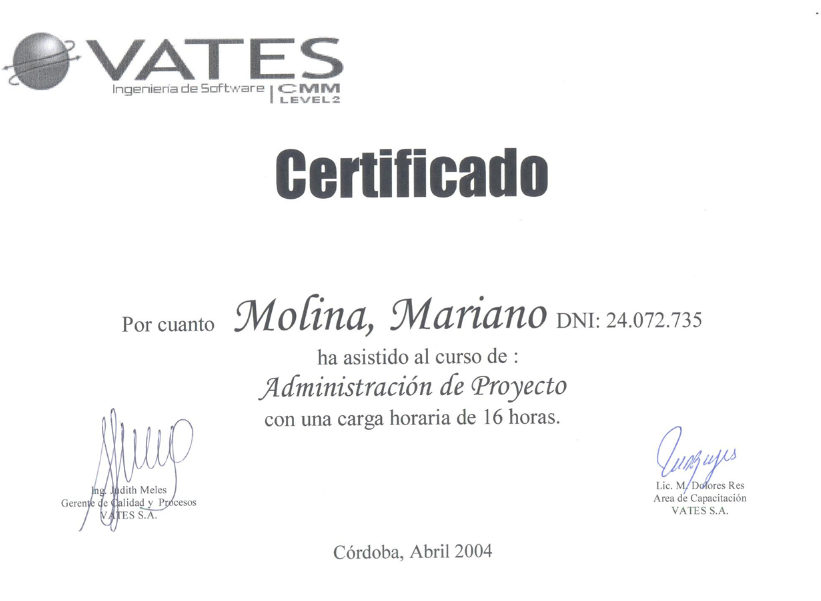 VATES
Ingeniería de Software | CMM
LEVEL2
Certificado
Por cuanto Molina, Mariano DNI: 24.072.735
ha asistido al curso de :
Administración de Proyecto
con una carga horaria de 16 horas.
Ing. Judith Meles
Gerente de Calidad y Procesos
VATES S.A.
Lic. M. Dolores Res
Area de Capacitación
VATES S.A.
Córdoba, Abril 2004